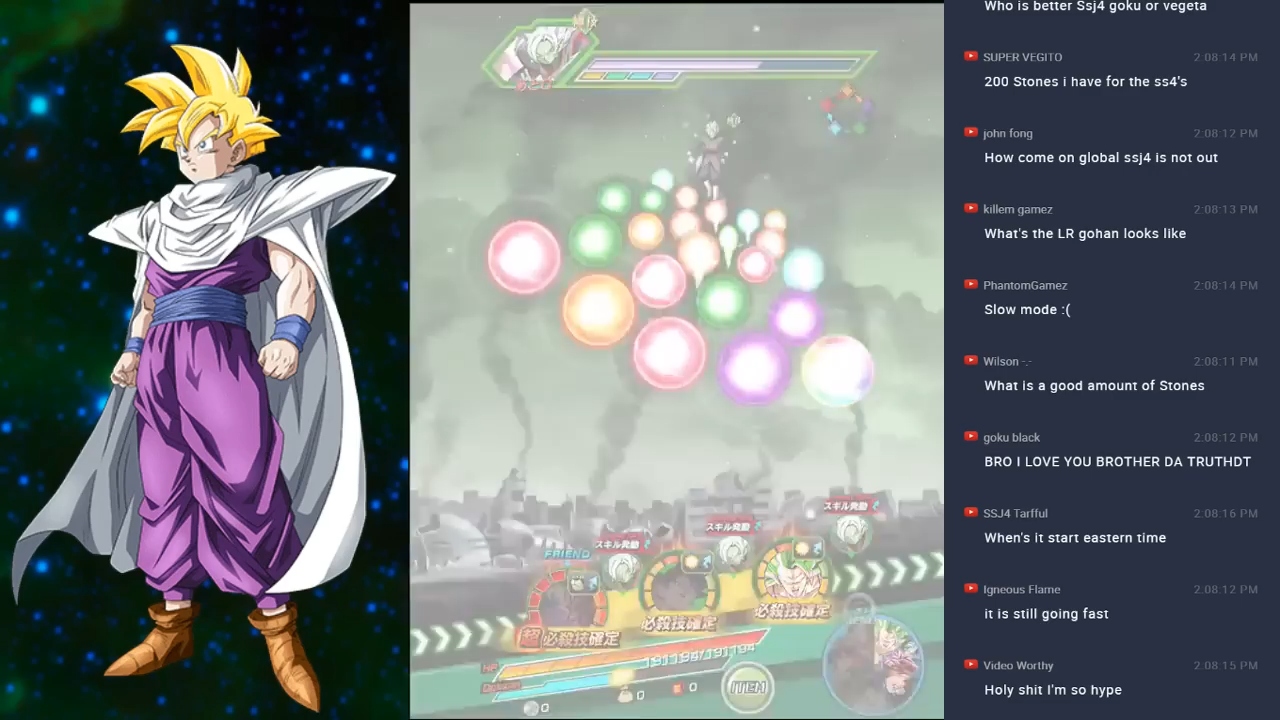 Who is better Ssj4 goku or vegeta
SUPER VEGITO 2:08:14 PM
200 Stones i have for the ss4's
john fong 2:08:12 PM
How come on global ssj4 is not out
killem gamez 2:08:13 PM
What's the LR gohan looks like
PhantomGamez 2:08:14 PM
Slow mode :(
Wilson -.- 2:08:11 PM
What is a good amount of Stones
goku black 2:08:12 PM
BRO I LOVE YOU BROTHER DA TRUTHDT
SSJ4 Tarfful 2:08:16 PM
When's it start eastern time
Igneous Flame 2:08:12 PM
it is still going fast
Video Worthy 2:08:15 PM
Holy shit I'm so hype
スキル発動
スキル発動
スキル発動
FRIEND
必殺技確定
必殺技確定
超必殺技確定
HP 191194/191194
0
0
0
ITEM